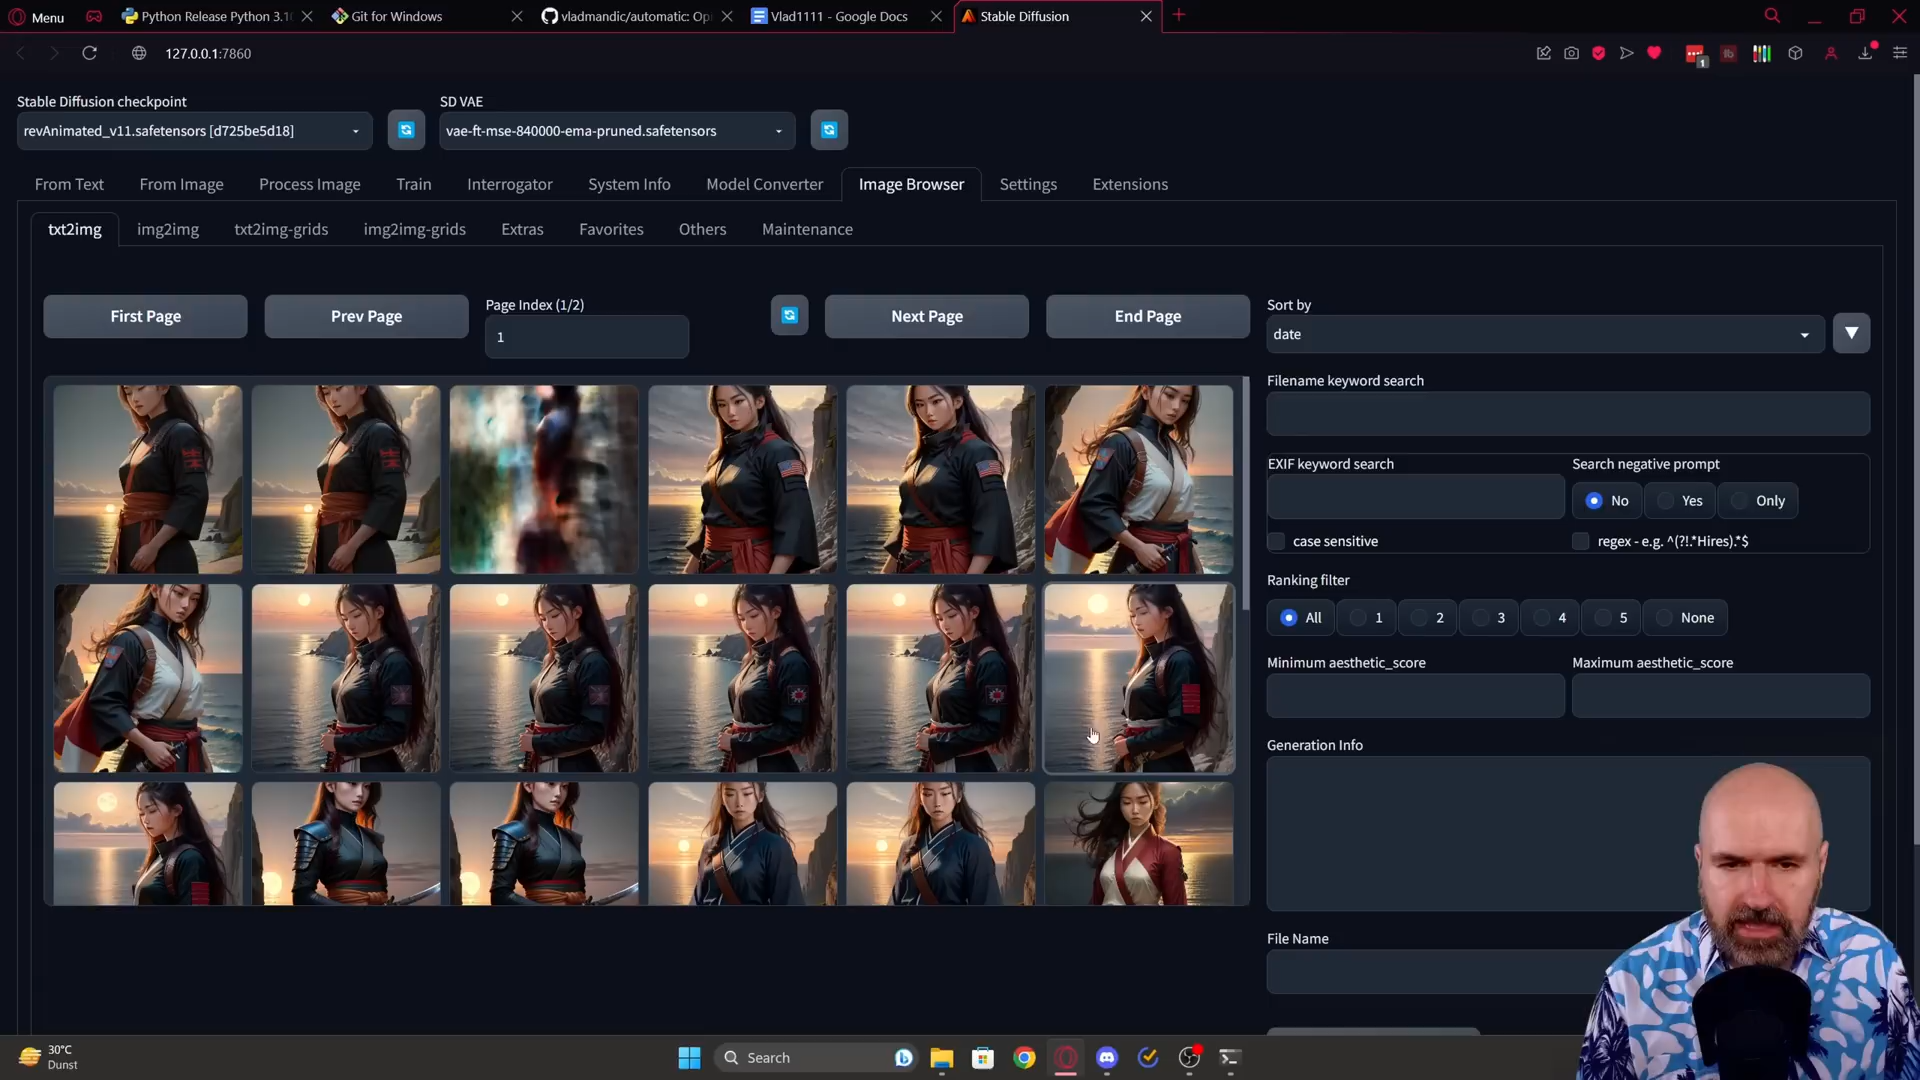 Menu
Python Release Python 3.1
Git for Windows
vladmandic/automatic: Op
Vlad1111 - Google Docs
Stable Diffusion
127.0.0.1:7860
1
Stable Diffusion checkpoint
SD VAE
revAnimated_v11.safetensors [d725be5d18]
vae-ft-mse-840000-ema-pruned.safetensors
From Text
From Image
Process Image
Train
Interrogator
System Info
Model Converter
Image Browser
Settings
Extensions
txt2img
img2img
txt2img-grids
img2img-grids
Extras
Favorites
Others
Maintenance
First Page
Prev Page
Page Index (1/2)
1
Next Page
End Page
Sort by
date
Filename keyword search
EXIF keyword search
Search negative prompt
No
Yes
Only
case sensitive
regex - e.g. ^(?!.*Hires).*$
Ranking filter
All
1
2
3
4
5
None
Minimum aesthetic_score
Maximum aesthetic_score
Generation Info
File Name
30°C
Dunst
Search